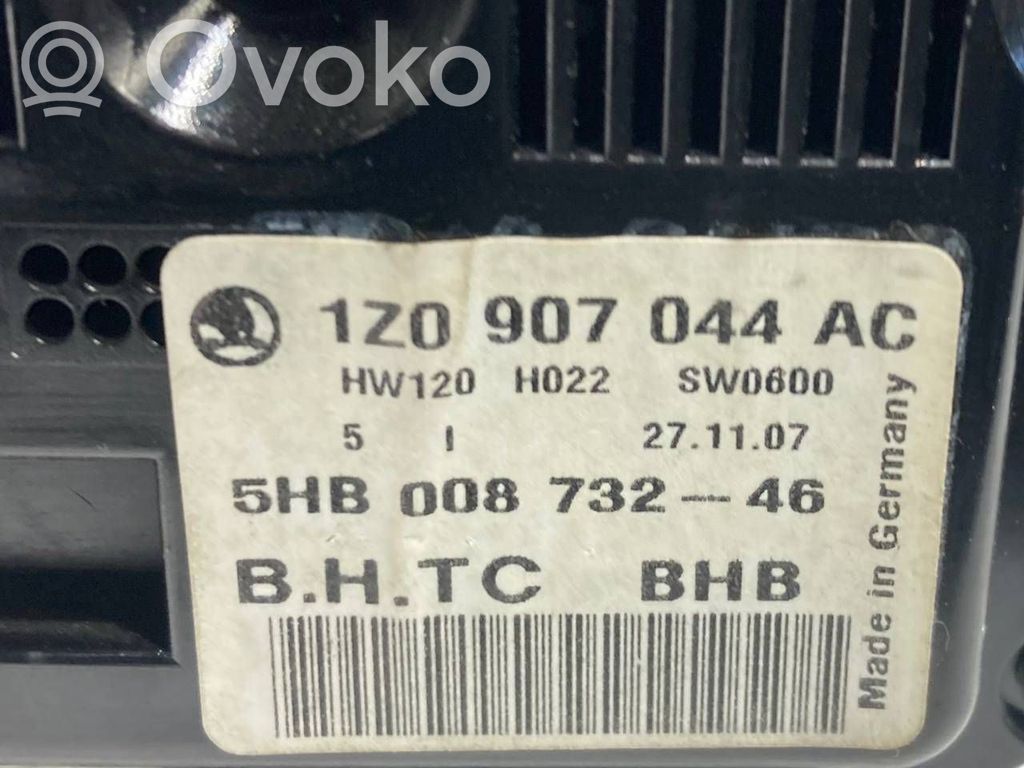 Ovoko
1Z0 907 044 AC
HW120 H022 SW0600
5 I 27.11.07
5HB 008 732-46
B.H.TC BHB
Made in Germany